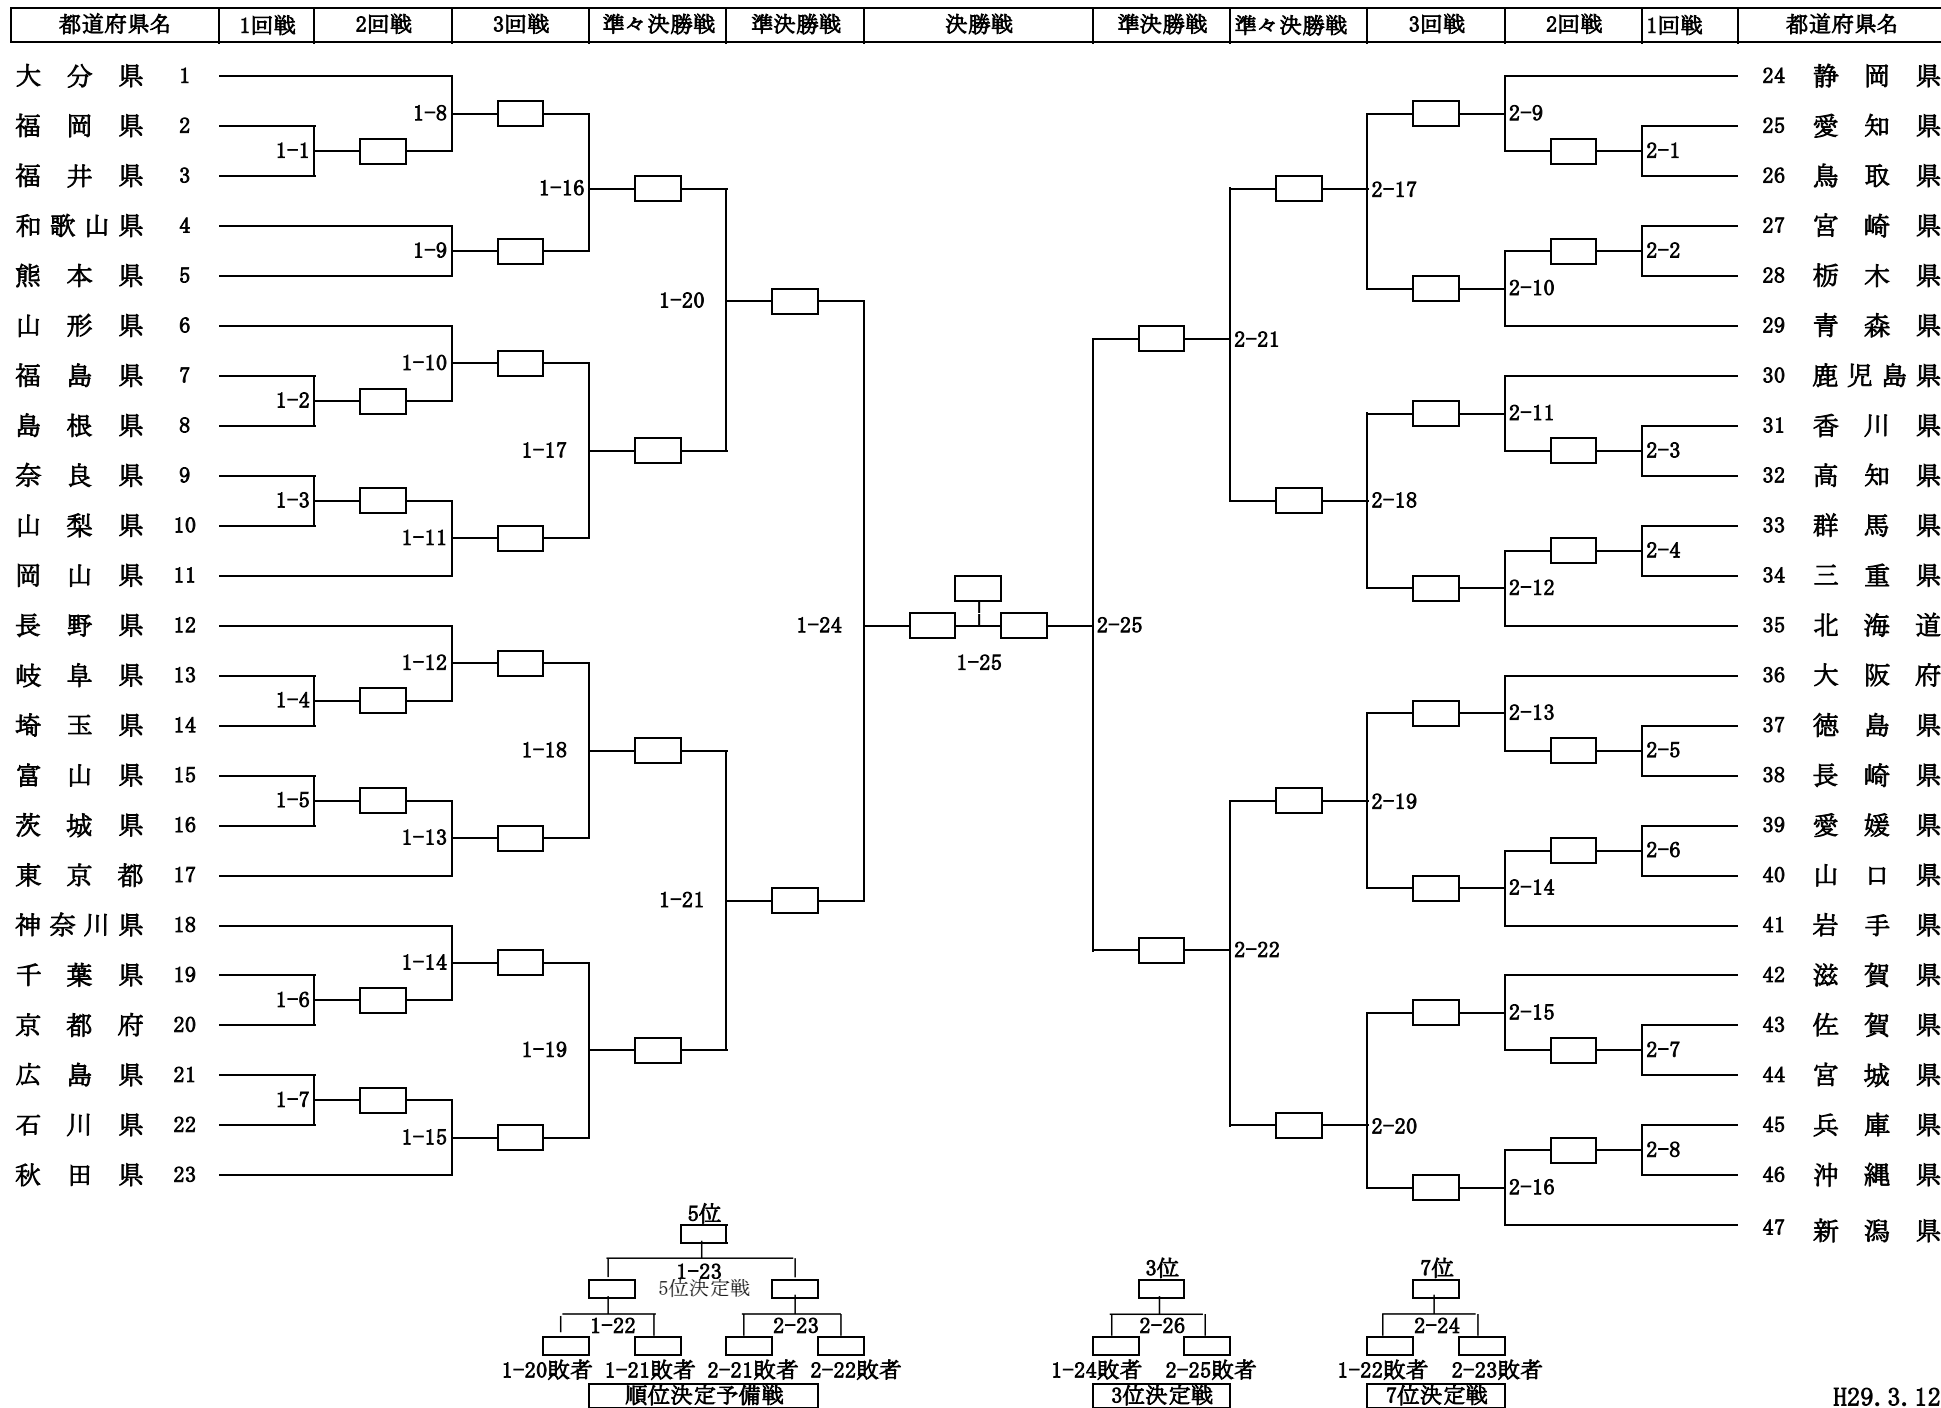 都道府県名 1回戦 2回戦 3回戦 準々決勝戦 準決勝戦 決勝戦 準決勝戦 準々決勝戦 3回戦 2回戦 1回戦 都道府県名
大分県 1 24 静岡県
1-8 2-9
福岡県 2 25 愛知県
1-1 2-1
福井県 3 26 鳥取県
1-16 2-17
和歌山県 4 27 宮崎県
1-9 2-2
熊本県 5 28 栃木県
1-20 2-10
山形県 6 29 青森県
2-21
1-10
福島県 7 30 鹿児島県
1-2 2-11
島根県 8 31 香川県
1-17 2-3
奈良県 9 32 高知県
1-3 2-18
山梨県 10 33 群馬県
1-11 2-4
岡山県 11 34 三重県
2-12
長野県 12 1-24 2-25 35 北海道
1-12 1-25
岐阜県 13 36 大阪府
1-4 2-13
埼玉県 14 37 徳島県
1-18 2-5
富山県 15 38 長崎県
1-5 2-19
茨城県 16 39 愛媛県
1-13 2-6
東京都 17 40 山口県
1-21 2-14
神奈川県 18 41 岩手県
1-14 2-22
千葉県 19 42 滋賀県
1-6 2-15
京都府 20 43 佐賀県
1-19 2-7
広島県 21 44 宮城県
1-7
石川県 22 2-20 45 兵庫県
1-15 2-8
秋田県 23 46 沖縄県
2-16
5位 47 新潟県
1-23 3位 7位
5位決定戦
1-22 2-23 2-26 2-24
1-20敗者 1-21敗者 2-21敗者 2-22敗者 1-24敗者 2-25敗者 1-22敗者 2-23敗者
順位決定予備戦 3位決定戦 7位決定戦 H29.3.12